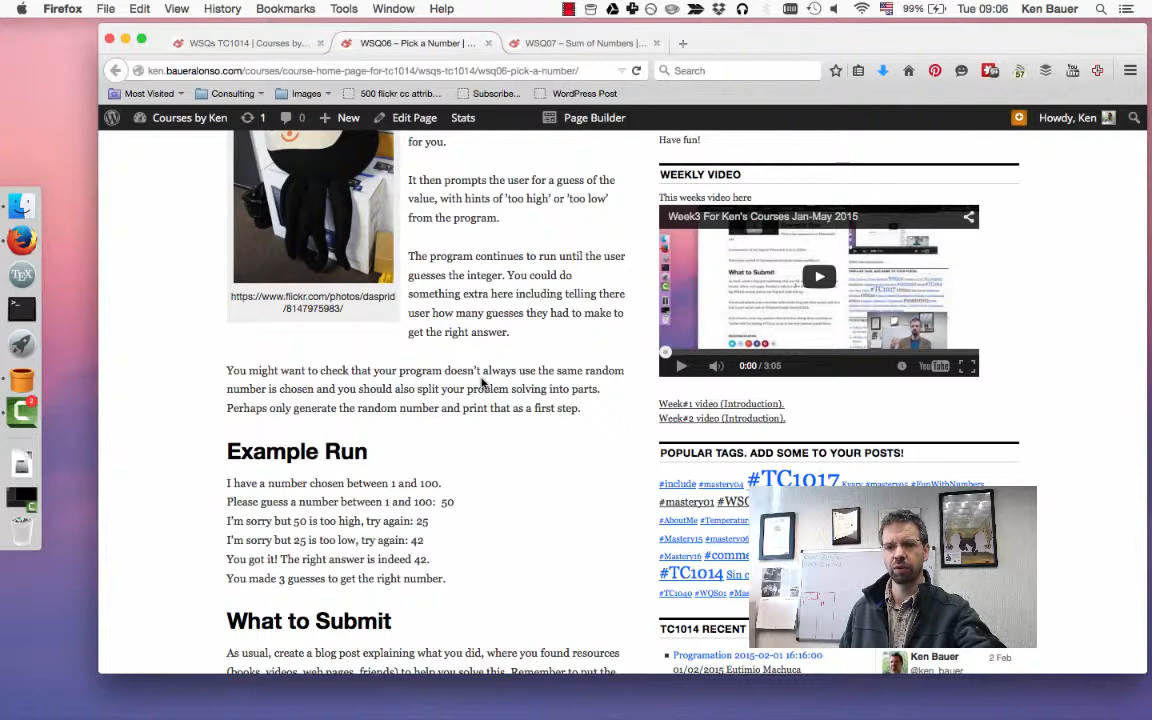 Firefox File Edit View History Bookmarks Tools Window Help 99% Tue 09:06 Ken Bauer
WSQs TC1014 | Courses by... WSQ06 – Pick a Number | ... WSQ07 – Sum of Numbers |...
ken.baueralonso.com/courses/course-home-page-for-tc1014/wsqs-tc1014/wsq06-pick-a-number/ Search 57
Most Visited Consulting Images 500 flickr cc attrib... Subscribe... WordPress Post
Courses by Ken 1 0 New Edit Page Stats Page Builder Howdy, Ken
for you.
It then prompts the user for a guess of the
value, with hints of 'too high' or 'too low'
from the program.
The program continues to run until the user
guesses the integer. You could do
something extra here including telling there
user how many guesses they had to make to
get the right answer.
https://www.flickr.com/photos/dasprid
/8147975983/
You might want to check that your program doesn't always use the same random
number is chosen and you should also split your problem solving into parts.
Perhaps only generate the random number and print that as a first step.
Example Run
I have a number chosen between 1 and 100.
Please guess a number between 1 and 100: 50
I'm sorry but 50 is too high, try again: 25
I'm sorry but 25 is too low, try again: 42
You got it! The right answer is indeed 42.
You made 3 guesses to get the right number.
What to Submit
As usual, create a blog post explaining what you did, where you found resources
(books, videos, web pages, friends) to help you solve this. Remember to put the
Have fun!
WEEKLY VIDEO
This weeks video here
Week3 For Ken's Courses Jan-May 2015
What to Submit
0:00 / 3:05 YouTube
Week#1 video (Introduction).
Week#2 video (Introduction).
POPULAR TAGS. ADD SOME TO YOUR POSTS!
#include #mastery04 #TC1017 #FunWithNumbers
#mastery01
#AboutMe
#Mastery15 #mastery06
#Mastery16
#TC1014 Sin
#TC1040 #WQS01
TC1014 RECENT
Programation 2015-02-01 16:16:00
01/02/2015 Eutimio Machuca
Ken Bauer 2 Feb
@ken_bauer
TEX
2